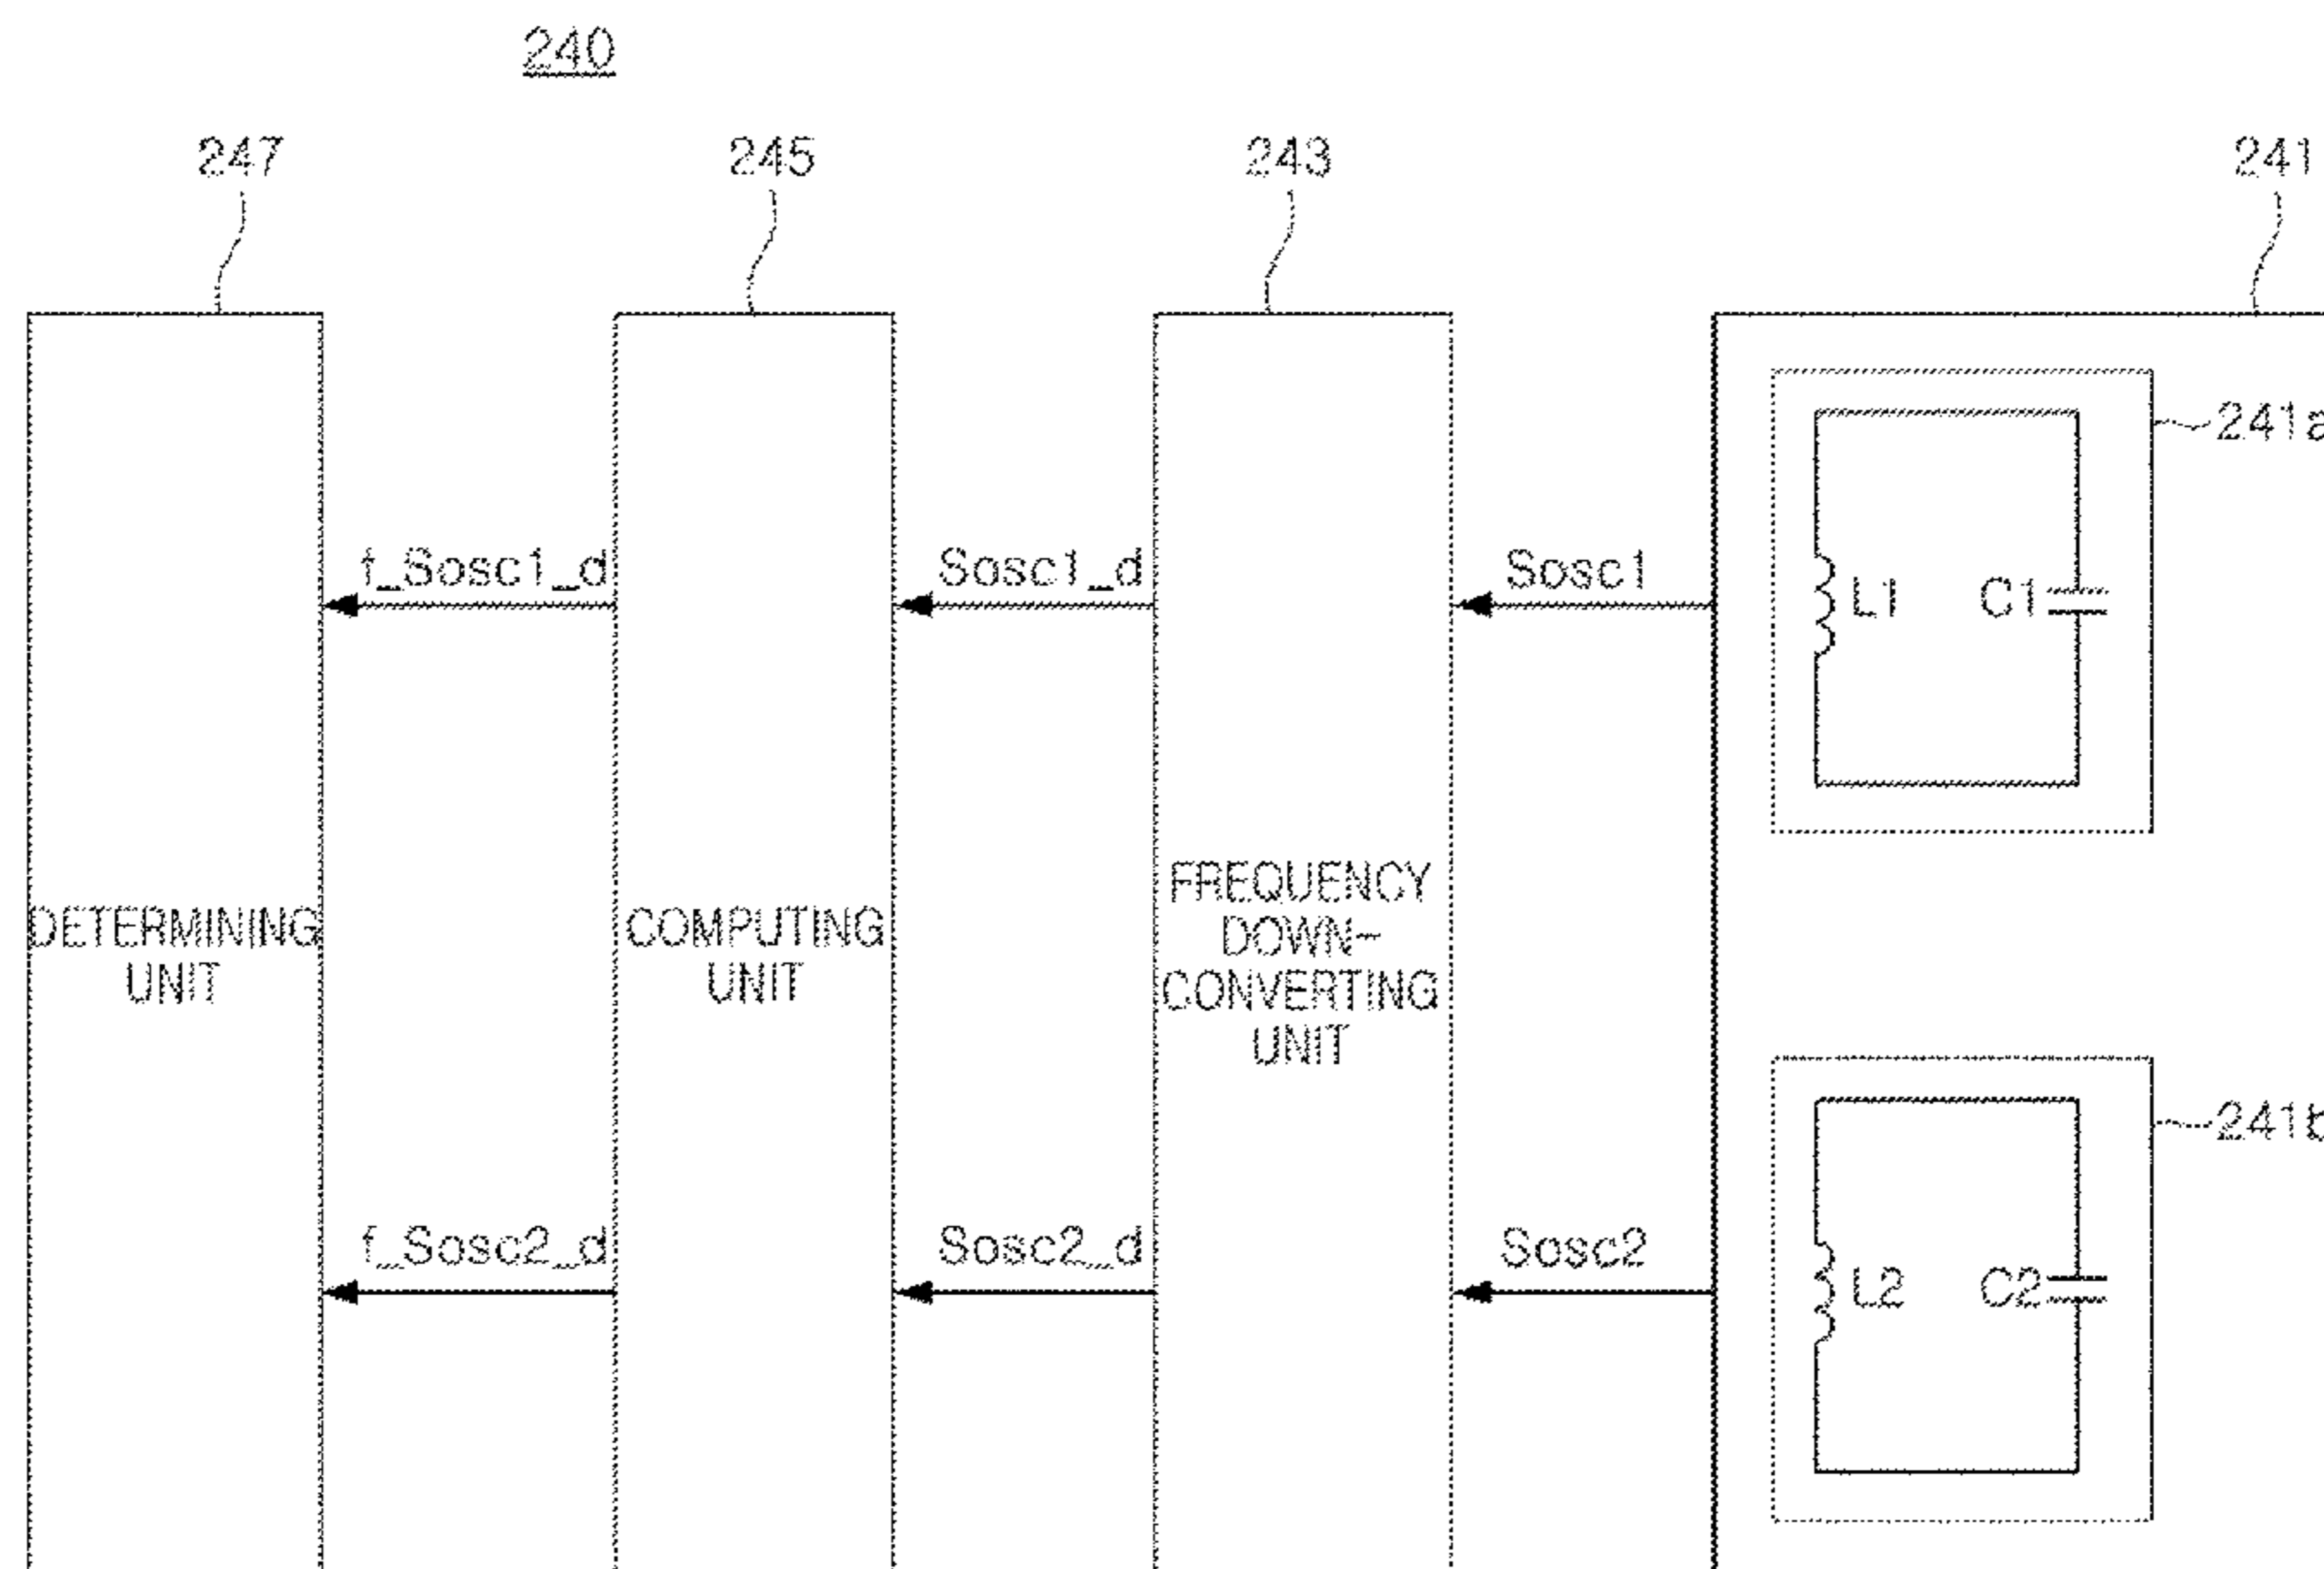 240
247
245
243
241
241a
f_Sosc1_d
Sosc1_d
Sosc1
L1
C1
DETERMINING
UNIT
COMPUTING
UNIT
FREQUENCY
DOWN-
CONVERTING
UNIT
241b
f_Sosc2_d
Sosc2_d
Sosc2
L2
C2